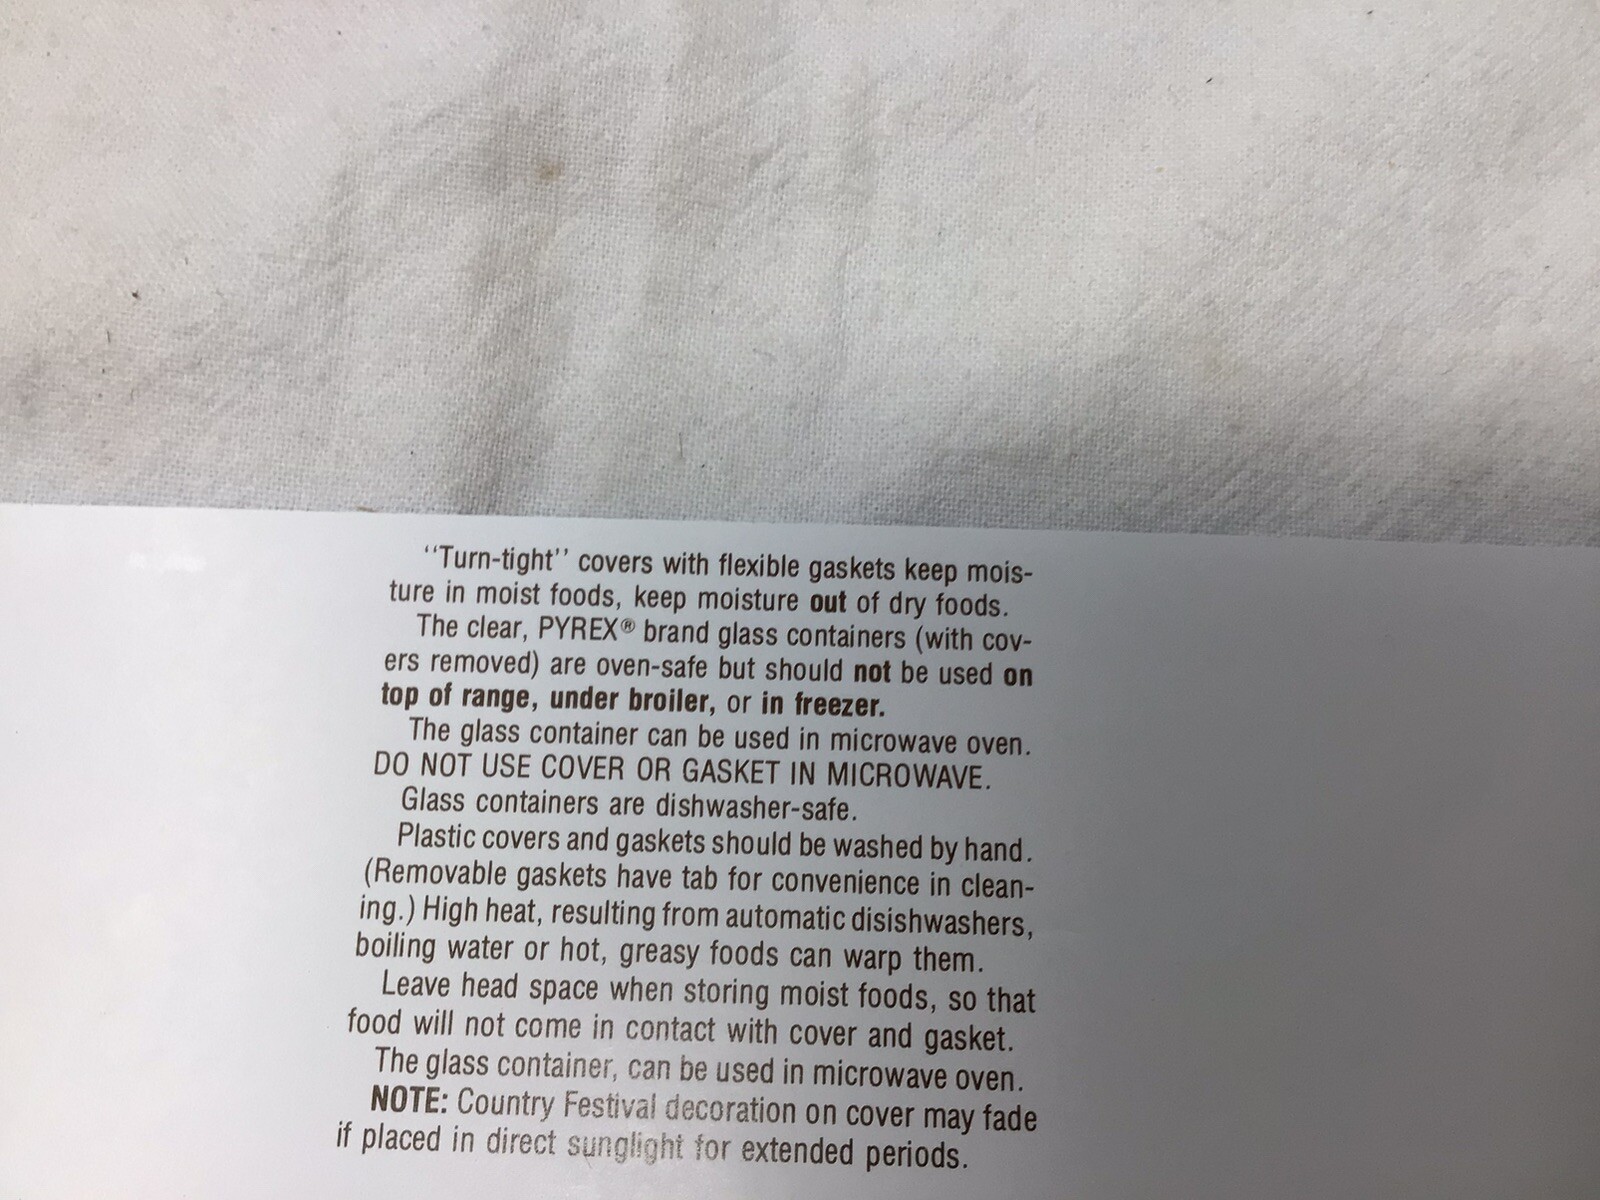 “Turn-tight” covers with flexible gaskets keep mois-
ture in moist foods, keep moisture out of dry foods.
The clear, PYREX® brand glass containers (with cov-
ers removed) are oven-safe but should not be used on
top of range, under broiler, or in freezer.
The glass container can be used in microwave oven.
DO NOT USE COVER OR GASKET IN MICROWAVE.
Glass containers are dishwasher-safe.
Plastic covers and gaskets should be washed by hand.
(Removable gaskets have tab for convenience in clean-
ing.) High heat, resulting from automatic disishwashers,
boiling water or hot, greasy foods can warp them.
Leave head space when storing moist foods, so that
food will not come in contact with cover and gasket.
The glass container, can be used in microwave oven.
NOTE: Country Festival decoration on cover may fade
if placed in direct sunglight for extended periods.